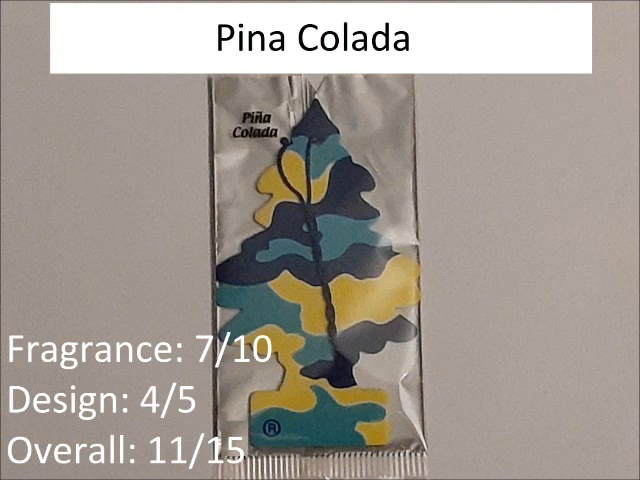 Pina Colada
Piña
Colada
®
Fragrance: 7/10
Design: 4/5
Overall: 11/15